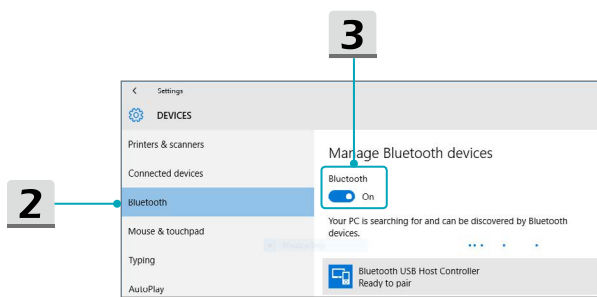 3
Settings
DEVICES
Printers & scanners
Connected devices
Bluetooth
Mouse & touchpad
Typing
AutoPlay
2
Manage Bluetooth devices
Bluetooth
On
Your PC is searching for and can be discovered by Bluetooth
devices.
Bluetooth USB Host Controller
Ready to pair